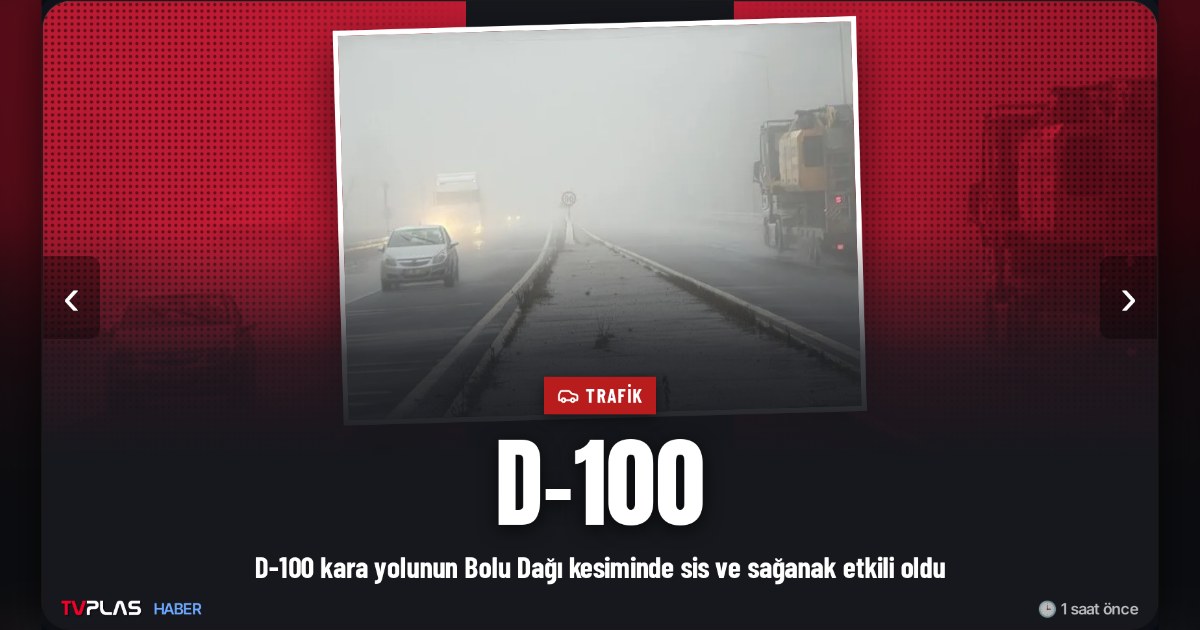 TRAFİK
D-100
D-100 kara yolunun Bolu Dağı kesiminde sis ve sağanak etkili oldu
TVPLAS HABER
1 saat önce